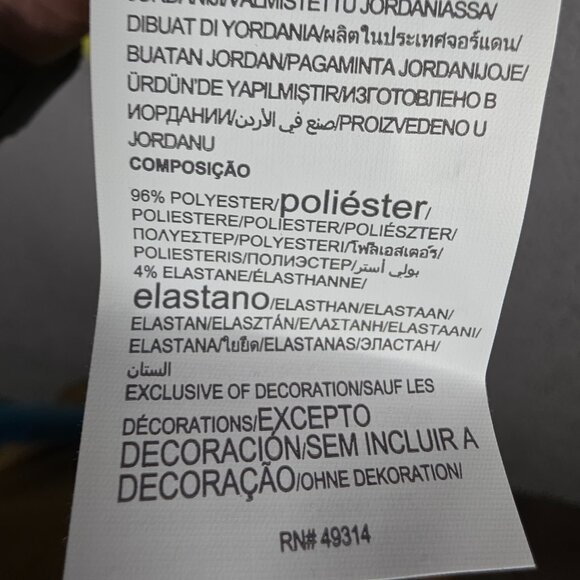 VALMISTETTU JORDANIASSA/
DIBUAT DI YORDANIA/ผลิตในประเทศจอร์แดน/
BUATAN JORDAN/PAGAMINTA JORDANIJOJE/
ÜRDÜN'DE YAPILMIŞTIR/ИЗГОТОВЛЕНО В
ИОРДАНИИ/صنع في الأردن/PROIZVEDENO U
JORDANU
COMPOSIÇÃO
96% POLYESTER/poliéster/
POLIESTERE/POLIESTER/POLIÉSZTER/
ΠΟΛΥΕΣΤΕΡ/POLYESTERI/โพลีเอสเตอร์/
POLIESTERIS/ПОЛИЭСТЕР/بولي أستر/
4% ELASTANE/ÉLASTHANNE/
elastano/ELASTHAN/ELASTAAN/
ELASTAN/ELASZTÁN/ΕΛΑΣΤΑΝΗ/ELASTAANI/
ELASTANA/ใยยืด/ELASTANAS/ЭЛАСТАН/
الستان
EXCLUSIVE OF DECORATION/SAUF LES
DÉCORATIONS/EXCEPTO
DECORACIÓN/SEM INCLUIR A
DECORAÇÃO/OHNE DEKORATION/
RN# 49314